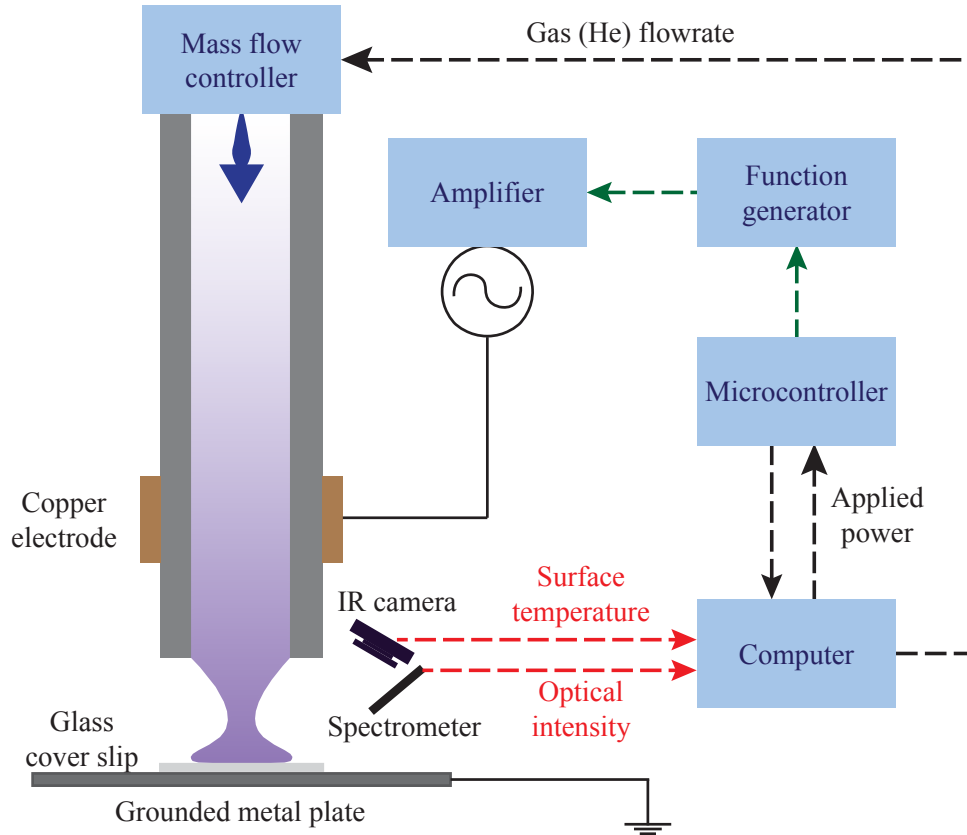 Mass flow
controller
Gas (He) flowrate
Amplifier
Function
generator
Microcontroller
Copper
electrode
Applied
power
IR camera
Surface
temperature
Computer
Spectrometer
Optical
intensity
Glass
cover slip
Grounded metal plate